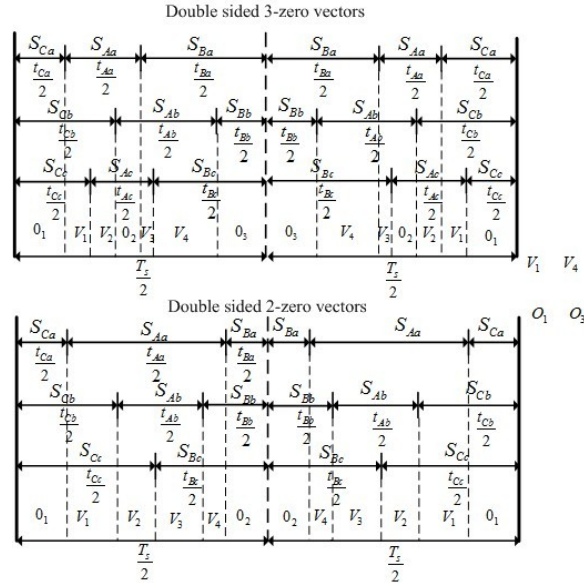 Double sided 3-zero vectors
S_Ca S_Aa S_Ba S_Ba S_Aa S_Ca
t_Ca/2 t_Aa/2 t_Ba/2 t_Ba/2 t_Aa/2 t_Ca/2
S_Cb S_Ab S_Bb S_Bb S_Ab S_Cb
t_Cb/2 t_Ab/2 t_Bb/2 t_Bb/2 t_Ab/2 t_Cb/2
S_Cc S_Ac S_Bc S_Bc S_Ac S_Cc
t_Cc/2 t_Ac/2 t_Bc/2 t_Bc/2 t_Ac/2 t_Cc/2
0_1 V_1 V_2 0_2 V_3 V_4 0_3 0_3 V_4 V_3 0_2 V_2 V_1 0_1
T_s/2 T_s/2 V_1 V_4
Double sided 2-zero vectors O_1 O_3
S_Ca S_Aa S_Ba S_Ba S_Aa S_Ca
t_Ca/2 t_Aa/2 t_Ba/2
S_Cb S_Ab S_Bb S_Bb S_Ab S_Cb
t_Cb/2 t_Ab/2 t_Bb/2 t_Bb/2 t_Ab/2 t_Cb/2
S_Cc S_Bc S_Bc S_Cc
t_Cc/2 t_Bc/2 t_Bc/2 t_Cc/2
0_1 V_1 V_2 V_3 V_4 0_2 0_2 V_4 V_3 V_2 V_1 0_1
T_s/2 T_s/2